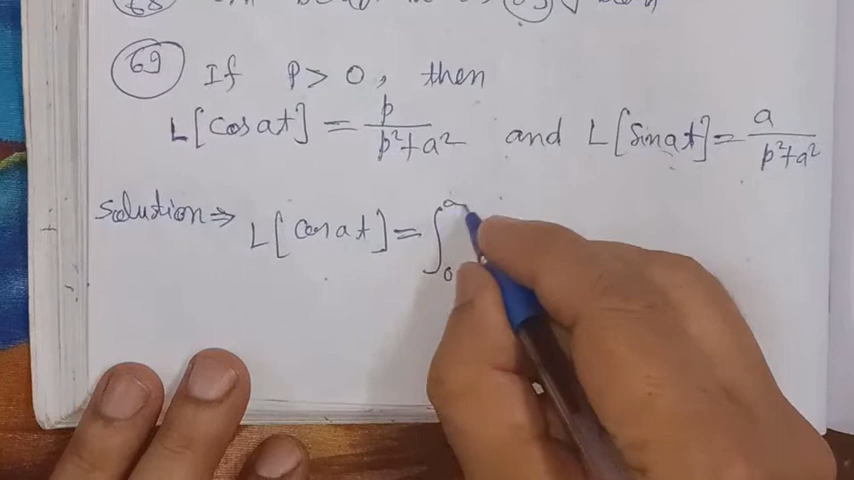 69 If P > 0, then
L[cos at] = p/(p²+a²) and L[sin at] = a/(p²+a²)
Solution ⇒ L[cos at] = ∫₀